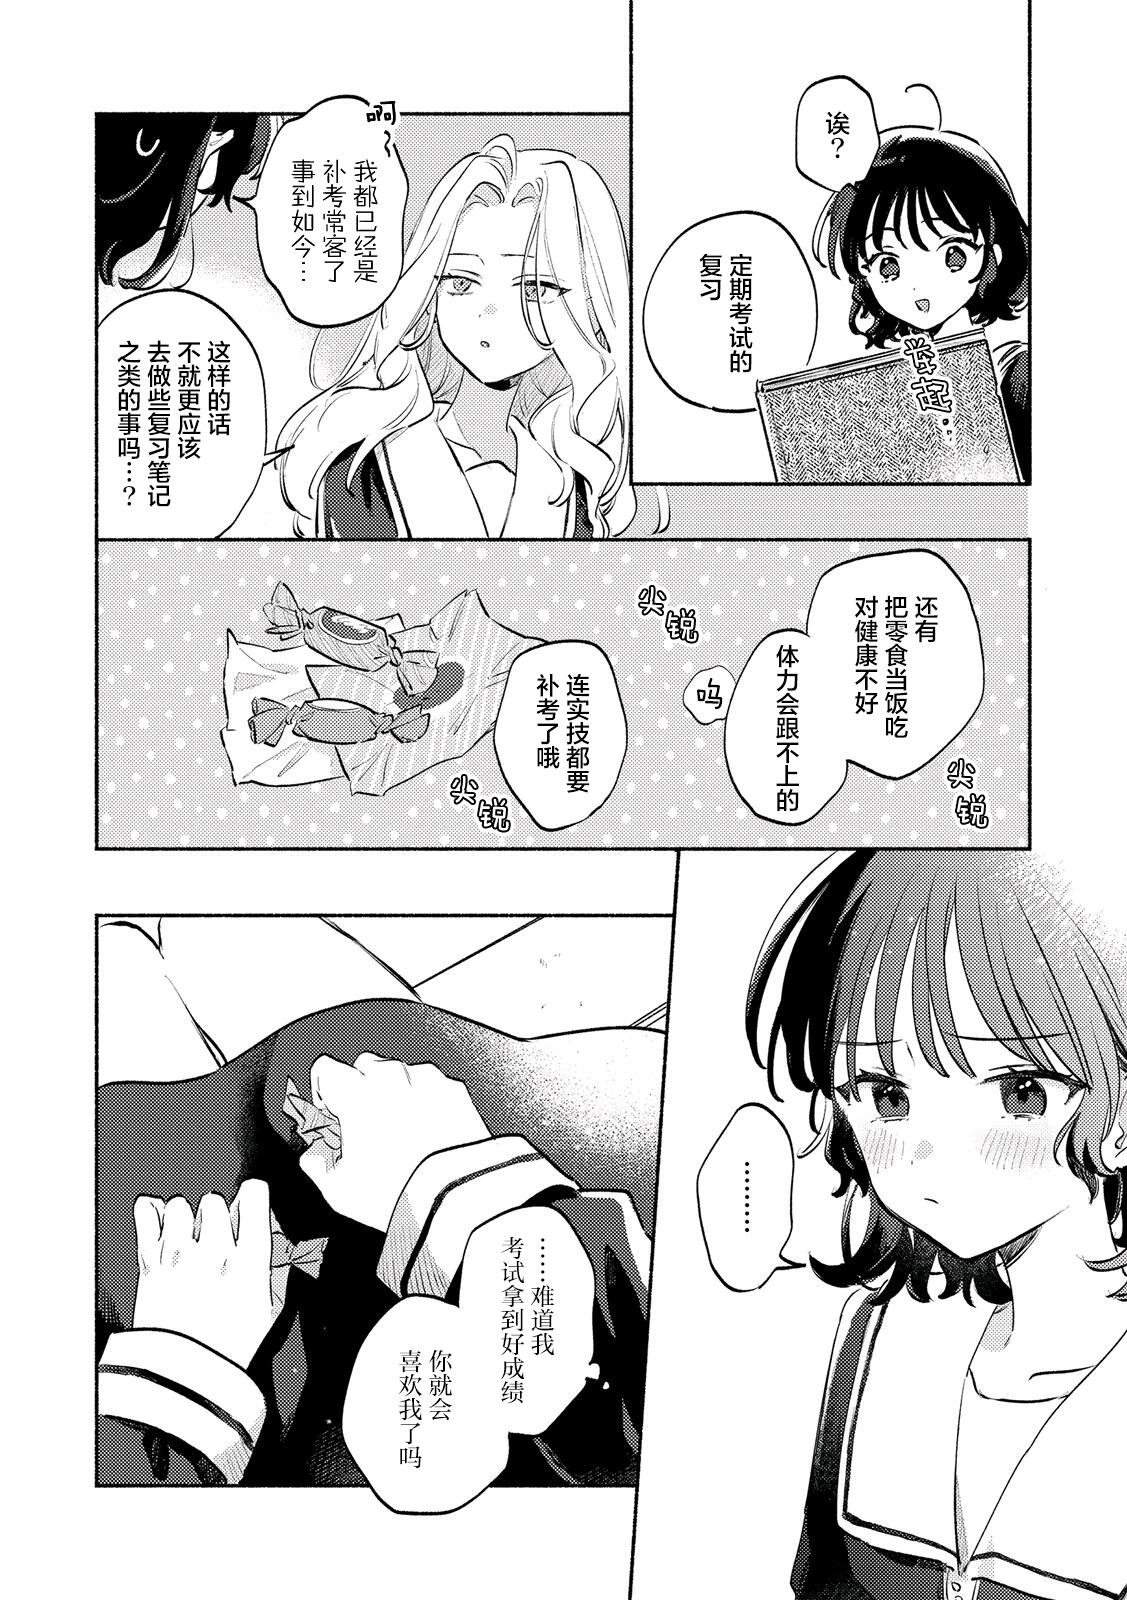 诶？
定期考试的
复习
举起…
啊～
我都已经是
补考常客了
事到如今…
这样的话
不就更应该
去做些复习笔记
之类的事吗…？
还有
把零食当饭吃
对健康不好
体力会跟不上的
尖锐
吗
尖锐
连实技都要
补考了哦
尖锐
………
……难道我
考试拿到好成绩
你就会
喜欢我了吗